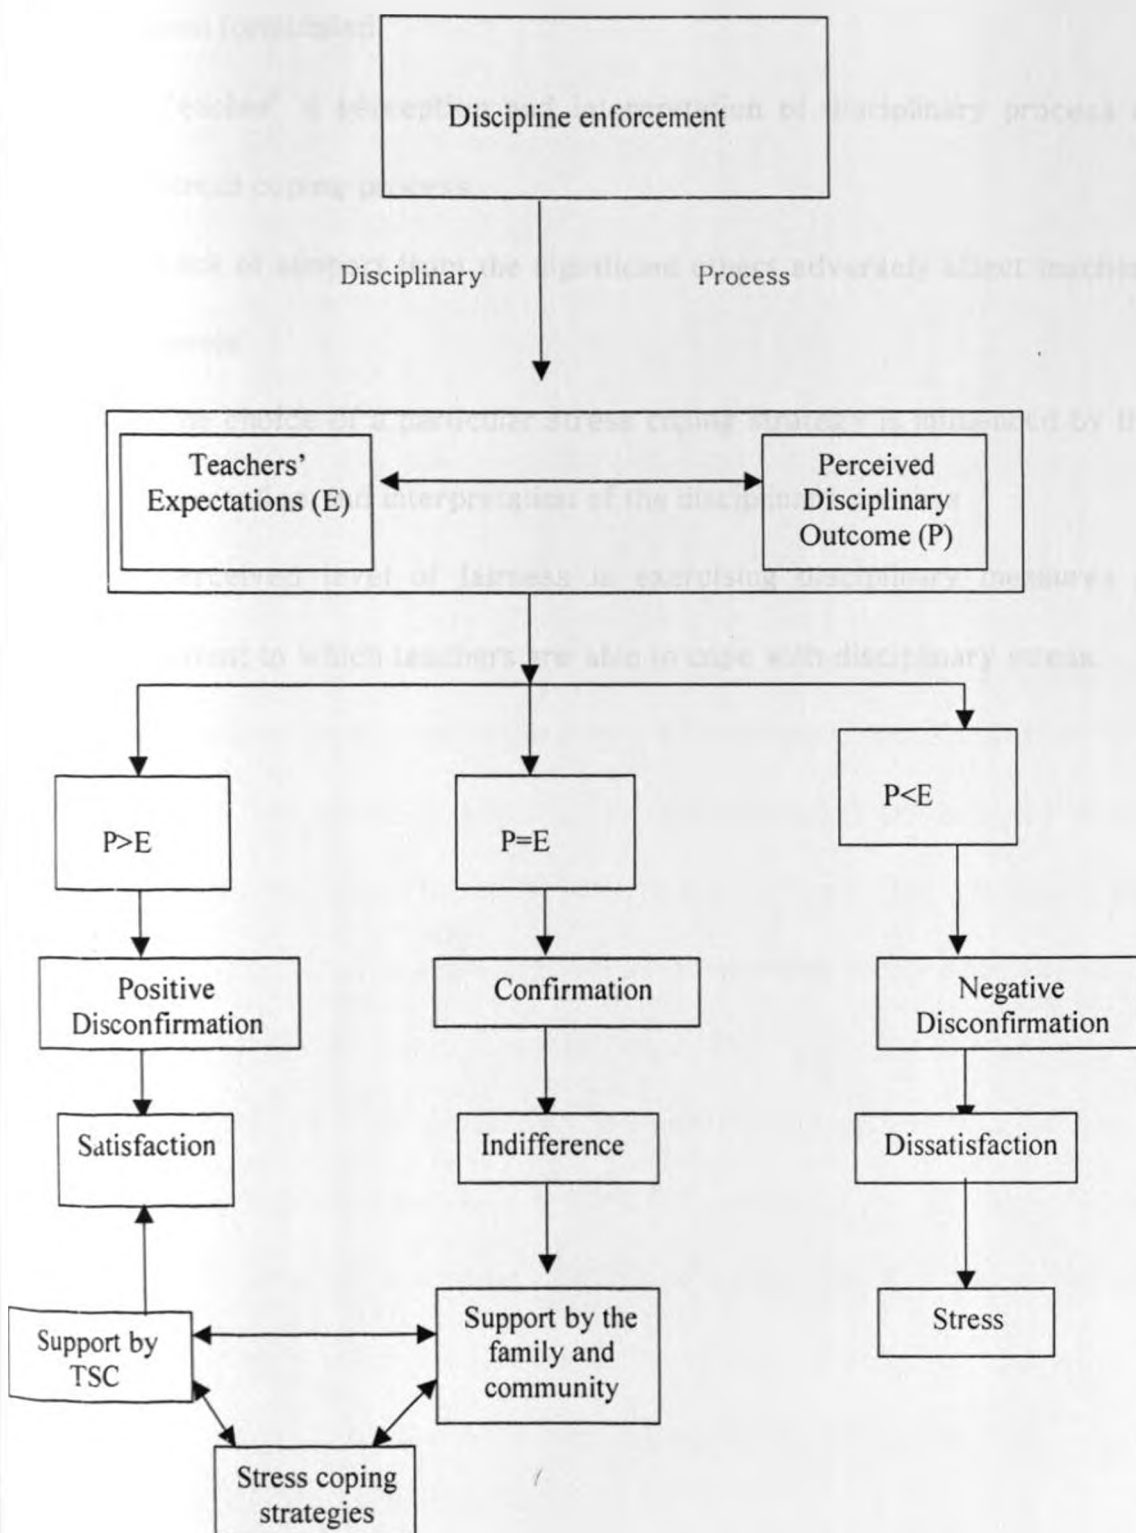 Discipline enforcement
Disciplinary Process
Teachers’
Expectations (E)
Perceived
Disciplinary
Outcome (P)
P>E
P=E
P<E
Positive
Disconfirmation
Confirmation
Negative
Disconfirmation
Satisfaction
Indifference
Dissatisfaction
Support by
TSC
Support by the
family and
community
Stress
Stress coping
strategies